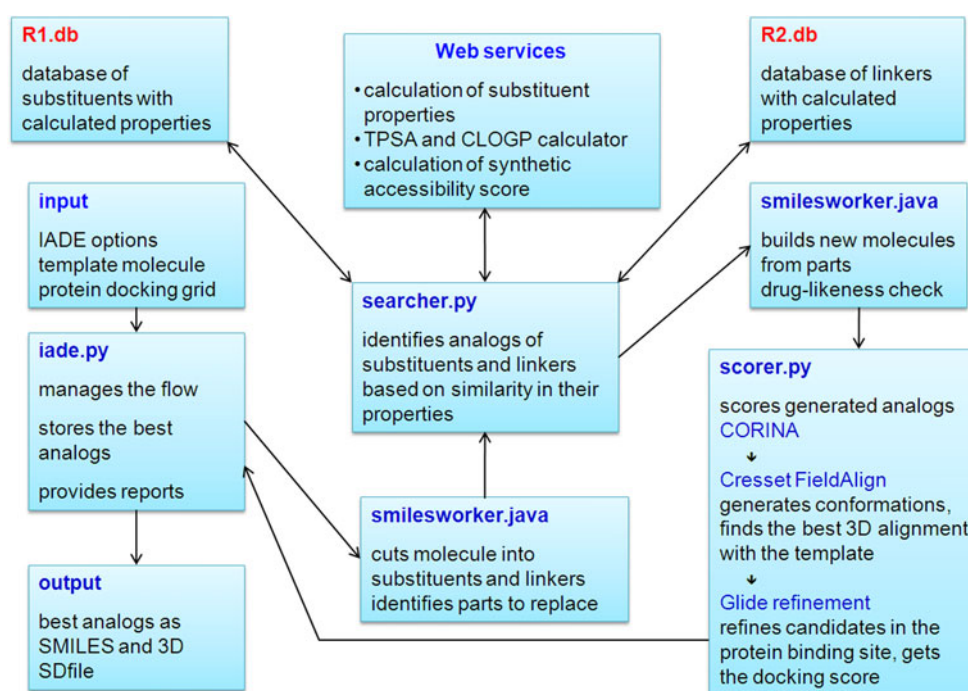 R1.db
database of
substituents with
calculated properties
Web services
• calculation of substituent
properties
• TPSA and CLOGP calculator
• calculation of synthetic
accessibility score
R2.db
database of linkers
with calculated
properties
input
IADE options
template molecule
protein docking grid
smilesworker.java
builds new molecules
from parts
drug-likeness check
searcher.py
identifies analogs of
substituents and linkers
based on similarity in their
properties
iade.py
manages the flow
stores the best
analogs
provides reports
scorer.py
scores generated analogs
CORINA
Cresset FieldAlign
generates conformations,
finds the best 3D alignment
with the template
Glide refinement
refines candidates in the
protein binding site, gets
the docking score
smilesworker.java
cuts molecule into
substituents and linkers
identifies parts to replace
output
best analogs as
SMILES and 3D
SDfile